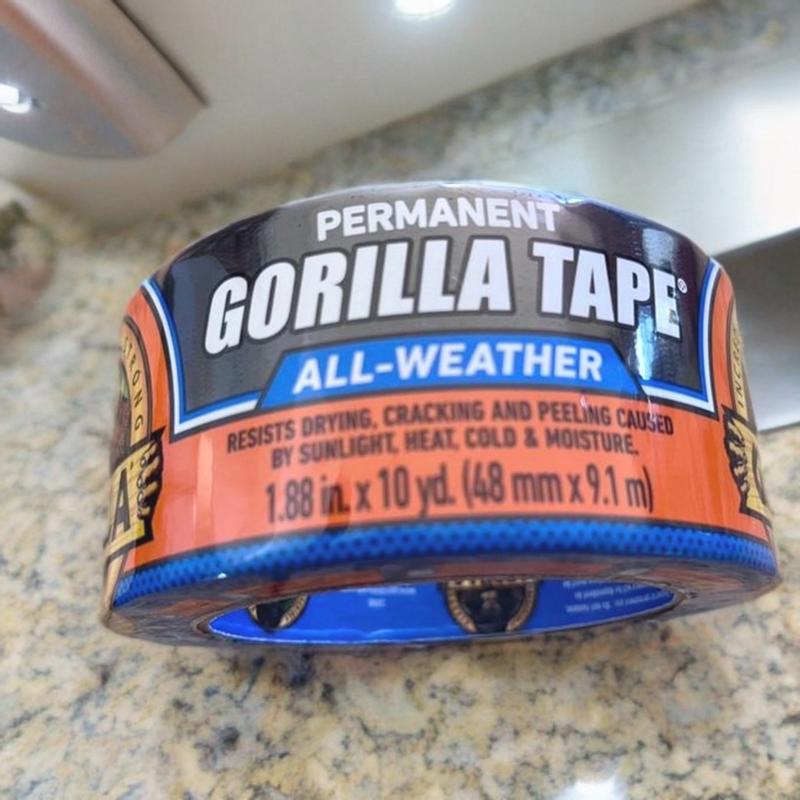 PERMANENT
GORILLA TAPE®
ALL-WEATHER
RESISTS DRYING, CRACKING AND PEELING CAUSED
BY SUNLIGHT, HEAT, COLD & MOISTURE.
1.88 in. x 10 yd. (48 mm x 9.1 m)